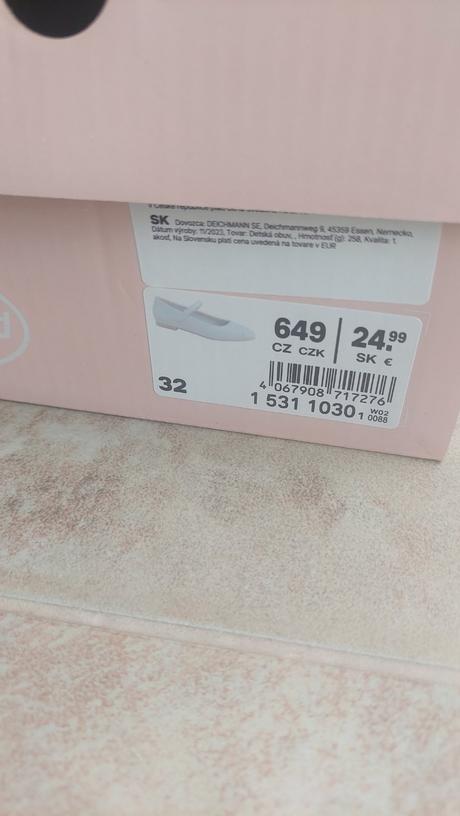 SK Dovozca: DEICHMANN SE, Deichmannweg 9, 45359 Essen, Nemecko,
Dátum výroby: 11/2023, Tovar: Detská obuv, , Hmotnosť (g): 258, Kvalita: 1.
akosť, Na Slovensku platí cena uvedená na tovare v EUR
649 24.99
CZ CZK SK €
4 067908 717276
32
1 531 1030 1 W02 0088